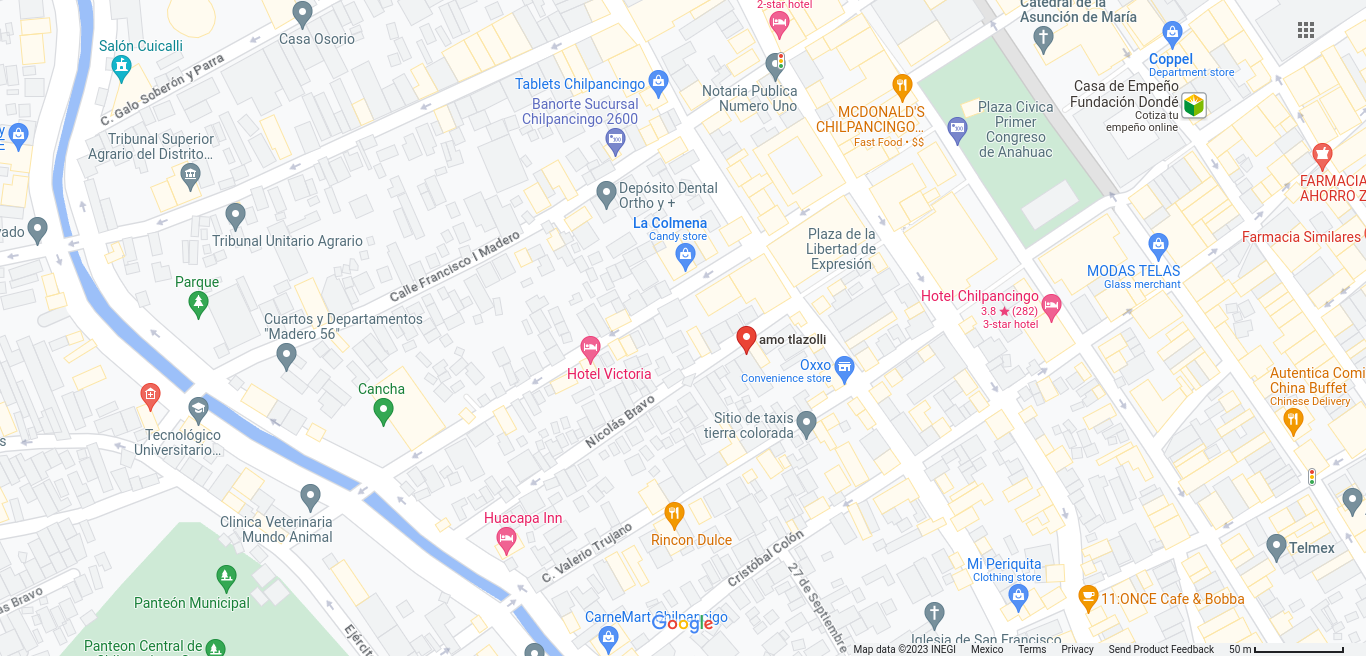 2-star hotel
Catedral de la
Asunción de María
Casa Osorio
Salón Cuicalli
C. Galo Soberón y Parra
Coppel
Department store
Tablets Chilpancingo
Casa de Empeño
Fundación Dondé
Cotiza tu
empeño online
Notaria Publica
Numero Uno
Banorte Sucursal
Chilpancingo 2600
MCDONALD'S
CHILPANCINGO...
Fast Food • $$
Plaza Civica
Primer
Congreso
de Anahuac
Tribunal Superior
Agrario del Distrito...
FARMACIA
AHORRO Z
Depósito Dental
Ortho y +
La Colmena
Candy store
vado
Tribunal Unitario Agrario
Plaza de la
Libertad de
Expresión
Farmacia Similares
Calle Francisco I Madero
MODAS TELAS
Glass merchant
Parque
Hotel Chilpancingo
3.8 ★ (282)
3-star hotel
Cuartos y Departamentos
"Madero 56"
amo tlazolli
Hotel Victoria
Oxxo
Convenience store
Autentica Comi
China Buffet
Chinese Delivery
Cancha
Nicolás Bravo
Sitio de taxis
tierra colorada
Tecnológico
Universitario...
Clinica Veterinaria
Mundo Animal
Huacapa Inn
Rincon Dulce
C. Valerio Trujano
Cristóbal Colón
Telmex
Mi Periquita
Clothing store
27 de Septiembre
Panteón Municipal
as Bravo
11:ONCE Cafe & Bobba
CarneMart Chilpancigo
Google
Ejércit
Iglesia de San Francisco
Panteon Central de
Map data ©2023 INEGI Mexico Terms Privacy Send Product Feedback 50 m